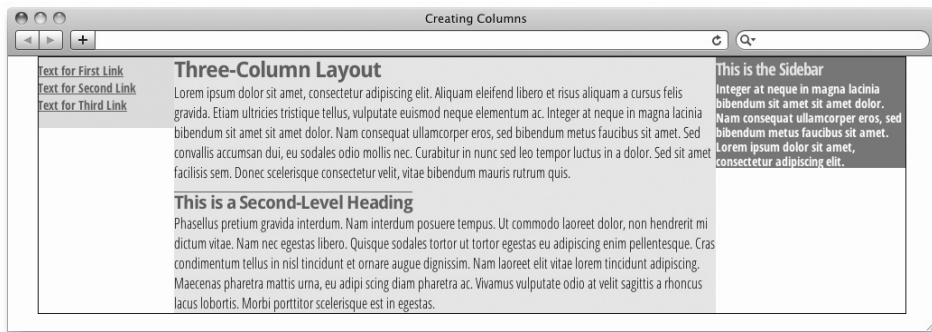 Creating Columns
Text for First Link
Text for Second Link
Text for Third Link
Three-Column Layout
Lorem ipsum dolor sit amet, consectetur adipiscing elit. Aliquam eleifend libero et risus aliquam a cursus felis
gravida. Etiam ultricies tristique tellus, vulputate euismod neque elementum ac. Integer at neque in magna lacinia
bibendum sit amet sit amet dolor. Nam consequat ullamcorper eros, sed bibendum metus faucibus sit amet. Sed
convallis accumsan dui, eu sodales odio mollis nec. Curabitur in nunc sed leo tempor luctus in a dolor. Sed sit amet
facilisis sem. Donec scelerisque consectetur velit, vitae bibendum mauris rutrum quis.
This is a Second-Level Heading
Phasellus pretium gravida interdum. Nam interdum posuere tempus. Ut commodo laoreet dolor, non hendrerit mi
dictum vitae. Nam nec egestas libero. Quisque sodales tortor ut tortor egestas eu adipiscing enim pellentesque. Cras
condimentum tellus in nisl tincidunt et ornare augue dignissim. Nam laoreet elit vitae lorem tincidunt adipiscing.
Maecenas pharetra mattis urna, eu adipi scing diam pharetra ac. Vivamus vulputate odio at velit sagittis a rhoncus
lacus lobortis. Morbi porttitor scelerisque est in egestas.
This is the Sidebar
Integer at neque in magna lacinia
bibendum sit amet sit amet dolor.
Nam consequat ullamcorper eros, sed
bibendum metus faucibus sit amet.
Lorem ipsum dolor sit amet,
consectetur adipiscing elit.